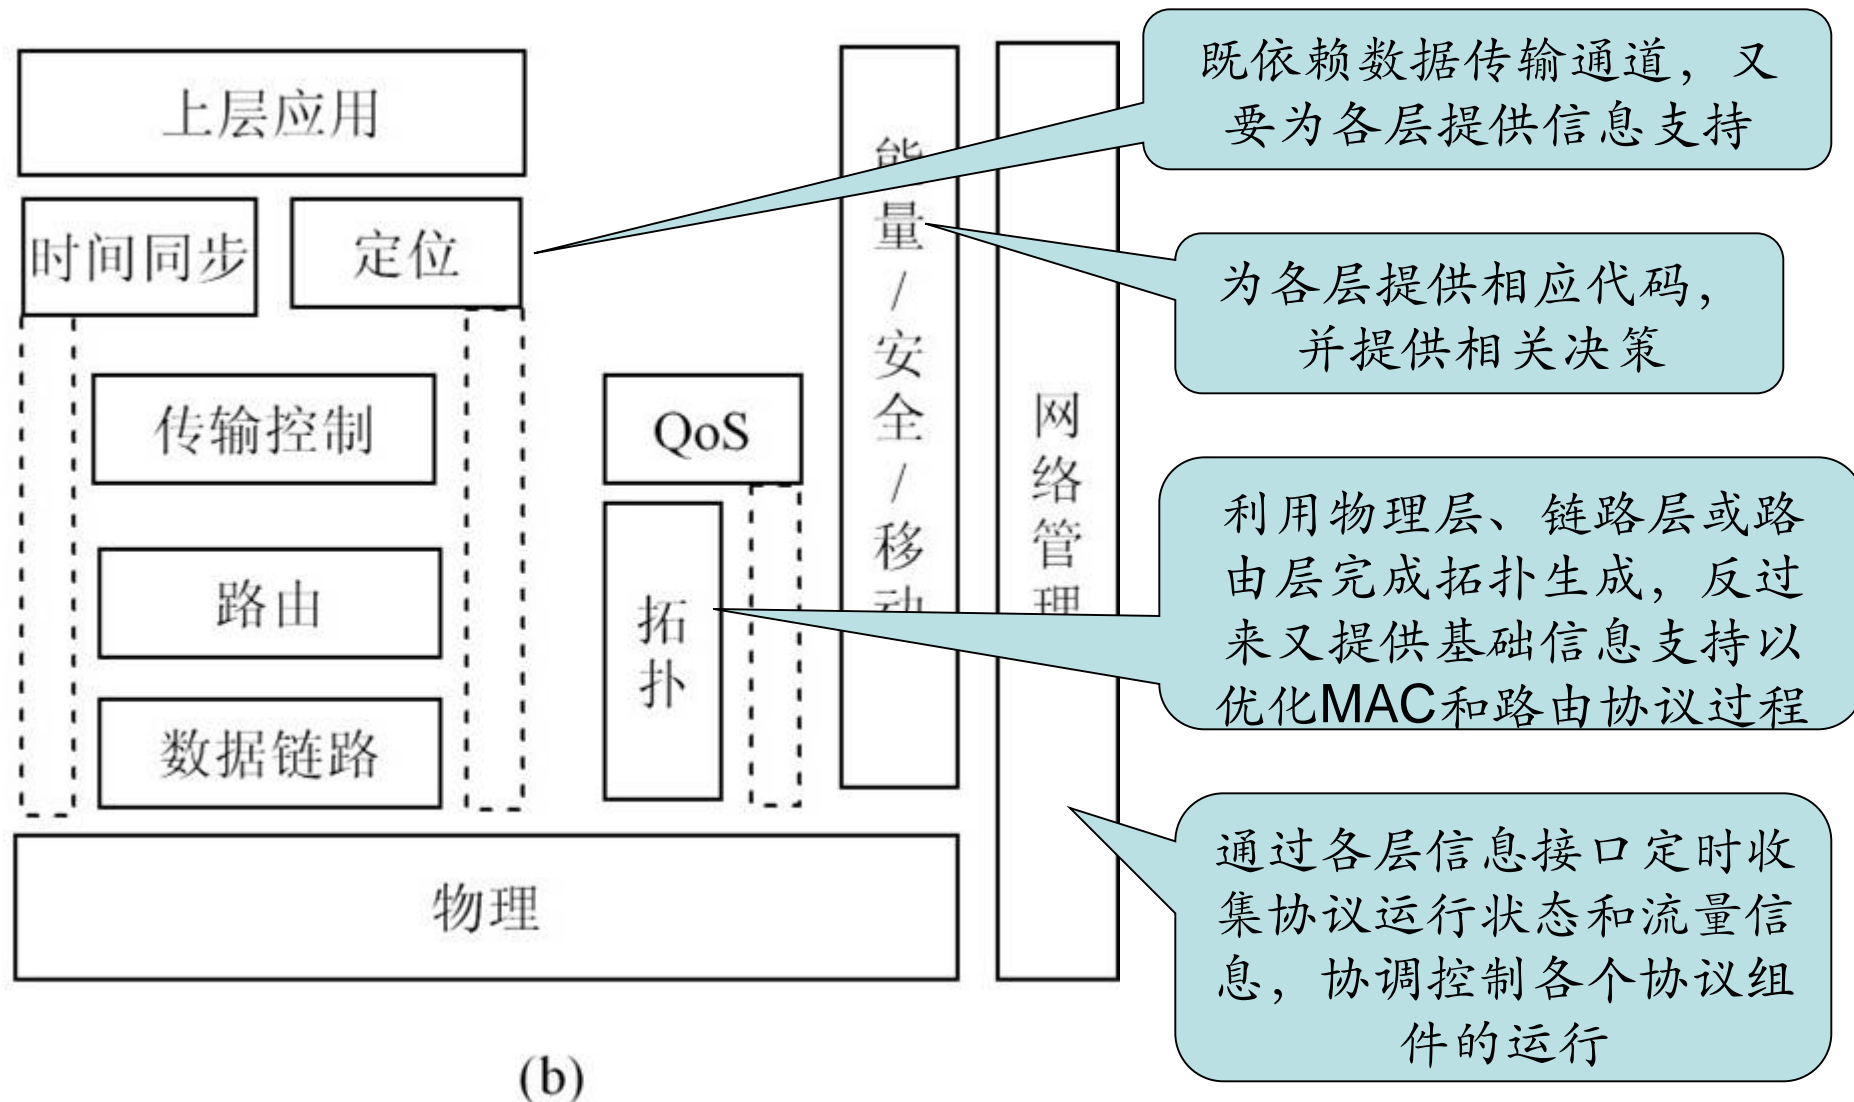 上层应用
时间同步
定位
传输控制
路由
数据链路
物理
QoS
拓
扑
能
量
/
安
全
/
移
动
网
络
管
理
既依赖数据传输通道，又
要为各层提供信息支持
为各层提供相应代码，
并提供相关决策
利用物理层、链路层或路
由层完成拓扑生成，反过
来又提供基础信息支持以
优化MAC和路由协议过程
通过各层信息接口定时收
集协议运行状态和流量信
息，协调控制各个协议组
件的运行
(b)